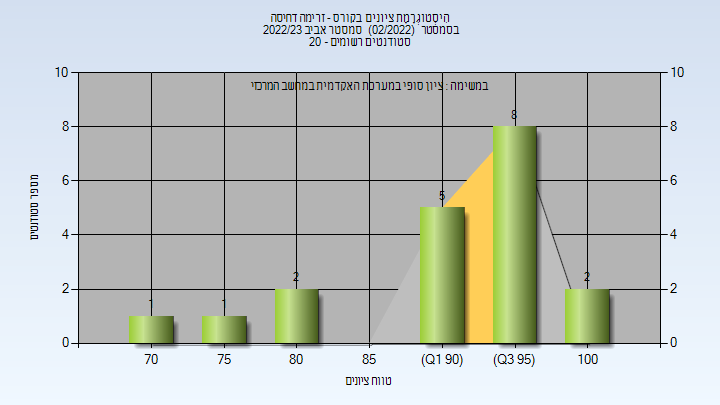 היסטוגרמת ציונים בקורס - זרימה דחיסה
בסמסטר (02/2022) סמסטר אביב 2022/23
סטודנטים רשומים - 20
במשימה : ציון סופי במערכת האקדמית במחשב המרכזי
10 10
8 8
6 6
4 4
2 2
0 0
1 1 2 5 8 2
מספר סטודנטים
70 75 80 85 (Q1 90) (Q3 95) 100
טווח ציונים